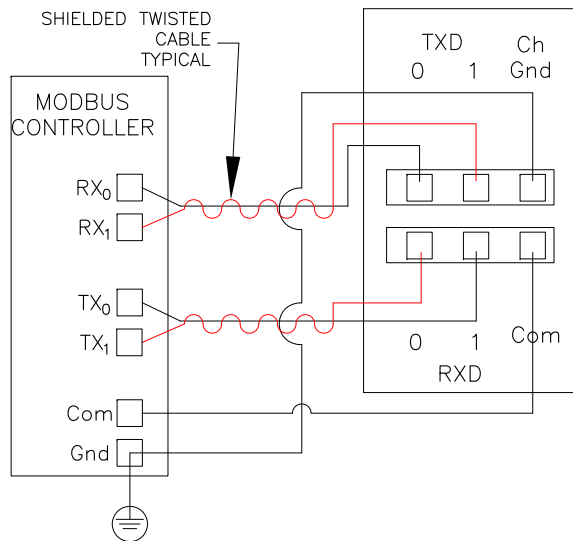 SHIELDED TWISTED
CABLE
TYPICAL
MODBUS
CONTROLLER
RX0
RX1
TX0
TX1
Com
Gnd
TXD Ch
0 1 Gnd
0 1 Com
RXD